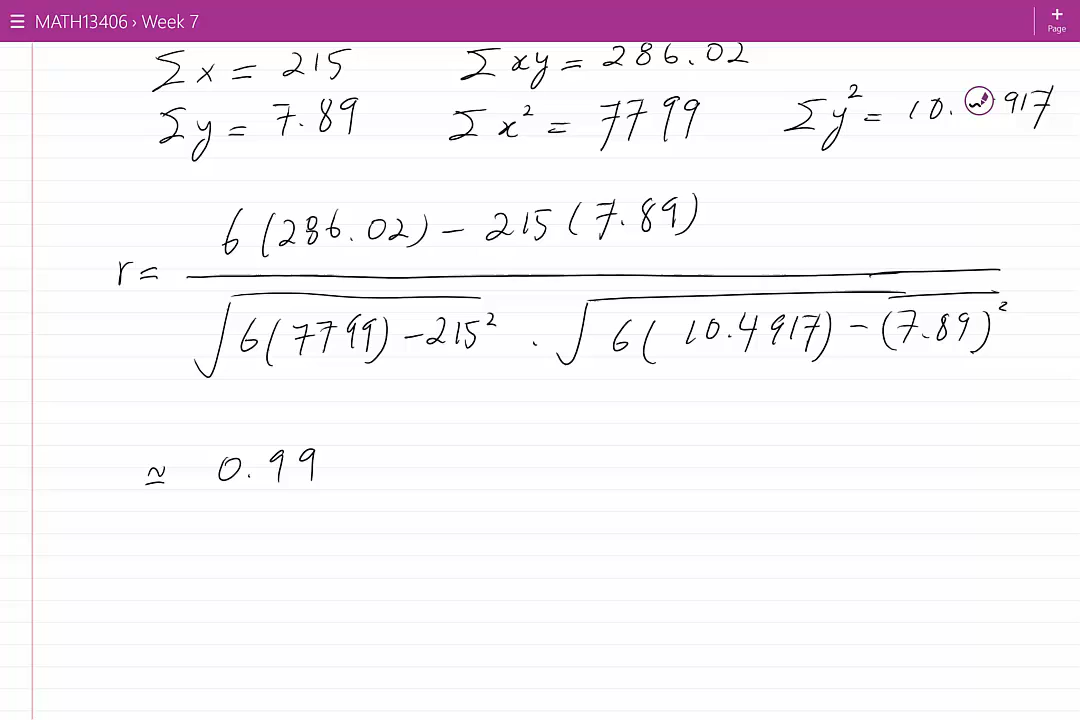 MATH13406 › Week 7
Page
Σx = 215 Σxy = 286.02
Σy = 7.89 Σx² = 7799 Σy² = 10. 917
r = 6(286.02) - 215(7.89)
√6(7799) - 215² · √6(10.4917) - (7.89)²
≃ 0.99